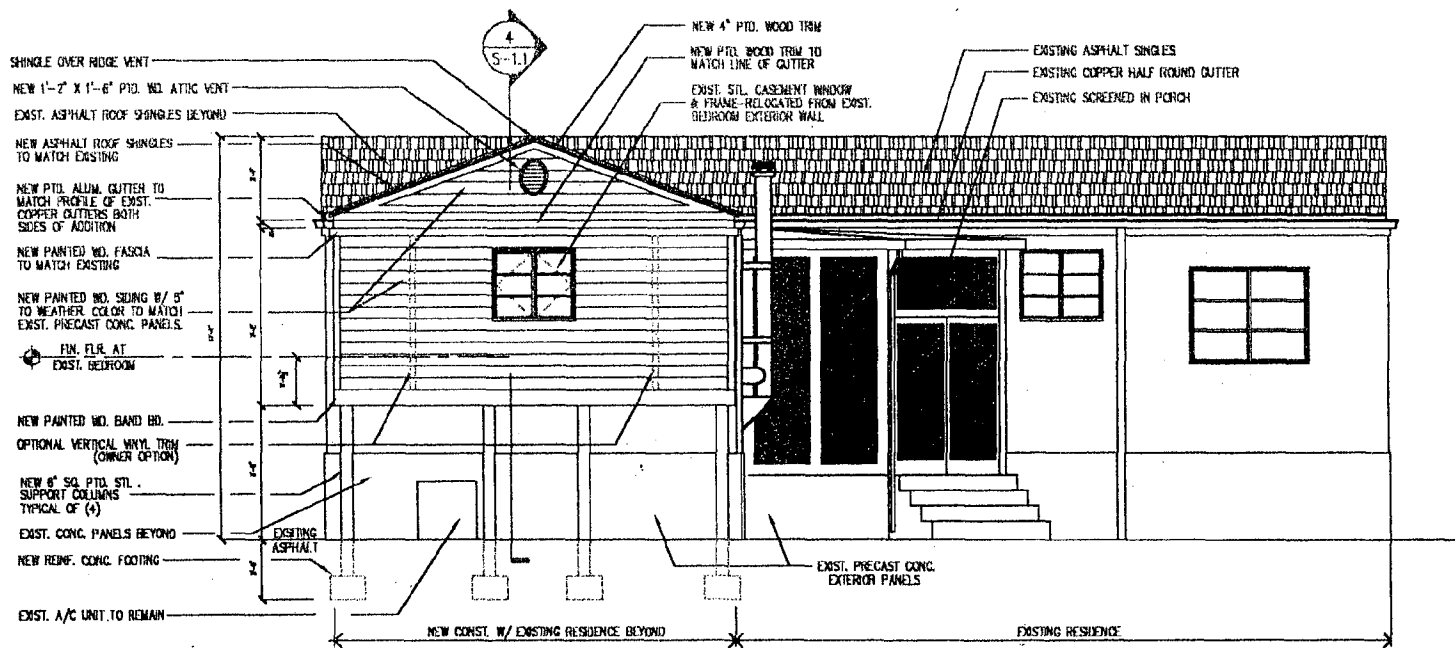 4
S-1.1
SHINGLE OVER RIDGE VENT
NEW 1'-2" X 1'-6" PTD. WD. ATTIC VENT
EXIST. ASPHALT ROOF SHINGLES BEYOND
NEW ASPHALT ROOF SHINGLES
TO MATCH EXISTING
NEW PTD. ALUM. GUTTER TO
MATCH PROFILE OF EXIST.
COPPER GUTTERS BOTH
SIDES OF ADDITION
NEW PAINTED WD. FASCIA
TO MATCH EXISTING
NEW PAINTED WD. SIDING W/ 5"
TO WEATHER. COLOR TO MATCH
EXIST. PRECAST CONC. PANELS.
FIN. FLR. AT
EXIST. BEDROOM
NEW PAINTED WD. BAND BD.
OPTIONAL VERTICAL VINYL TRIM
(OWNER OPTION)
NEW 6" SQ. PTD. STL.
SUPPORT COLUMNS
TYPICAL OF (4)
EXIST. CONC. PANELS BEYOND
NEW REINF. CONC. FOOTING
EXIST. A/C UNIT TO REMAIN
EXSITING
ASPHALT
NEW 4" PTD. WOOD TRIM
NEW PTD. WOOD TRIM TO
MATCH LINE OF GUTTER
EXIST. STL. CASEMENT WINDOW
& FRAME-RELOCATED FROM EXIST.
BEDROOM EXTERIOR WALL
EXISTING ASPHALT SINGLES
EXISTING COPPER HALF ROUND GUTTER
EXISTING SCREENED IN PORCH
EXIST. PRECAST CONC.
EXTERIOR PANELS
NEW CONST. W/ EXISTING RESIDENCE BEYOND
EXISTING RESIDENCE